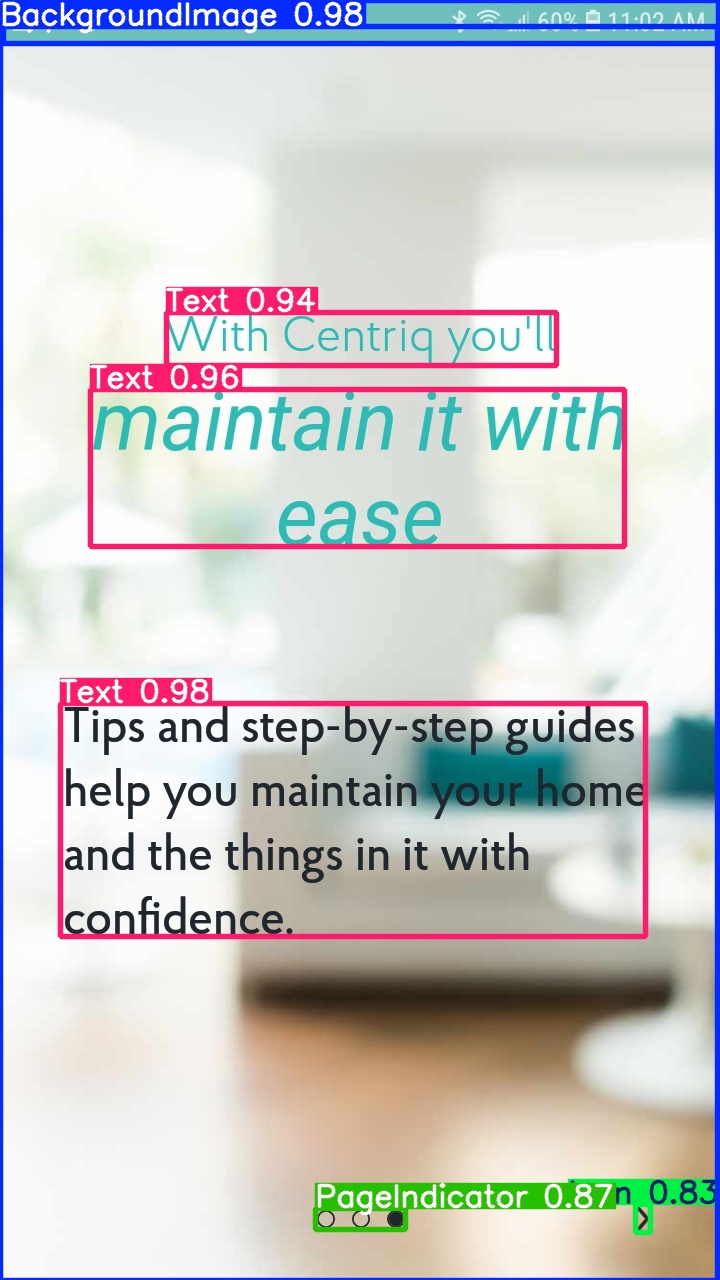 BackgroundImage 0.98
60% 11:02 AM
Text 0.94
With Centriq you'll
Text 0.96
maintain it with
ease
Text 0.98
Tips and step-by-step guides
help you maintain your home
and the things in it with
confidence.
PageIndicator 0.87
0.83